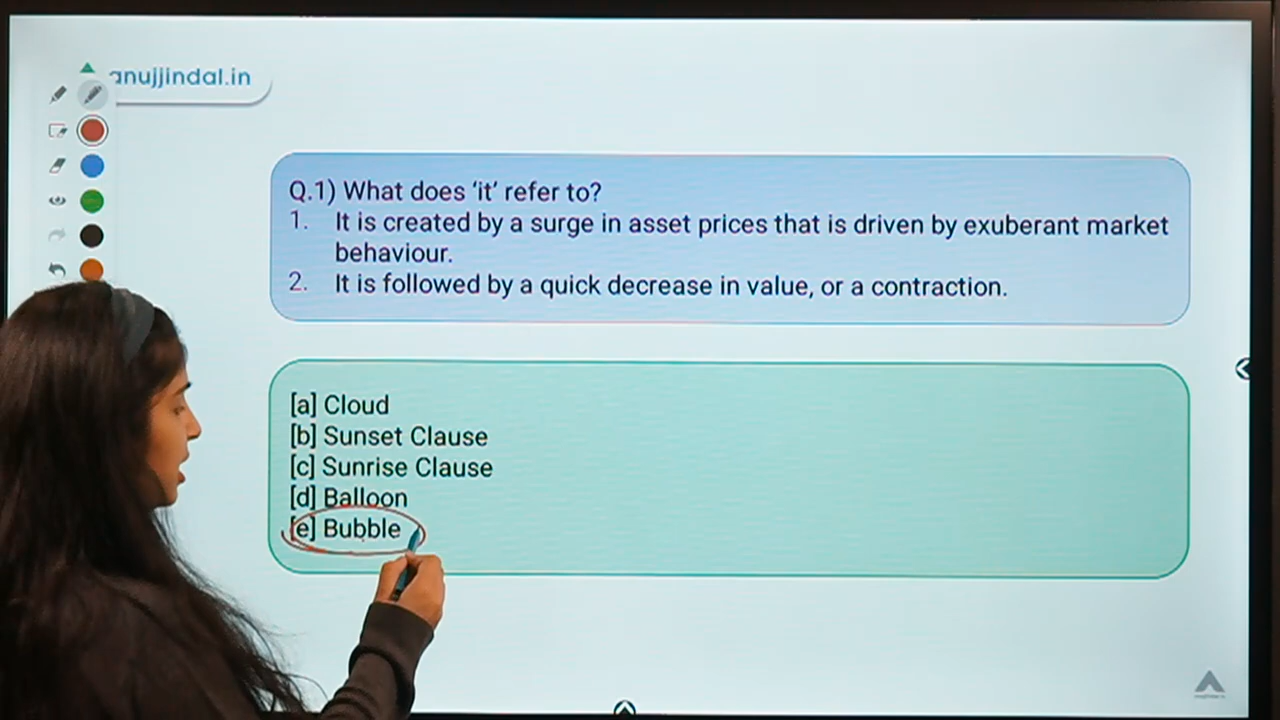 anujjindal.in
Q.1) What does ‘it’ refer to?
1. It is created by a surge in asset prices that is driven by exuberant market
behaviour.
2. It is followed by a quick decrease in value, or a contraction.
[a] Cloud
[b] Sunset Clause
[c] Sunrise Clause
[d] Balloon
[e] Bubble